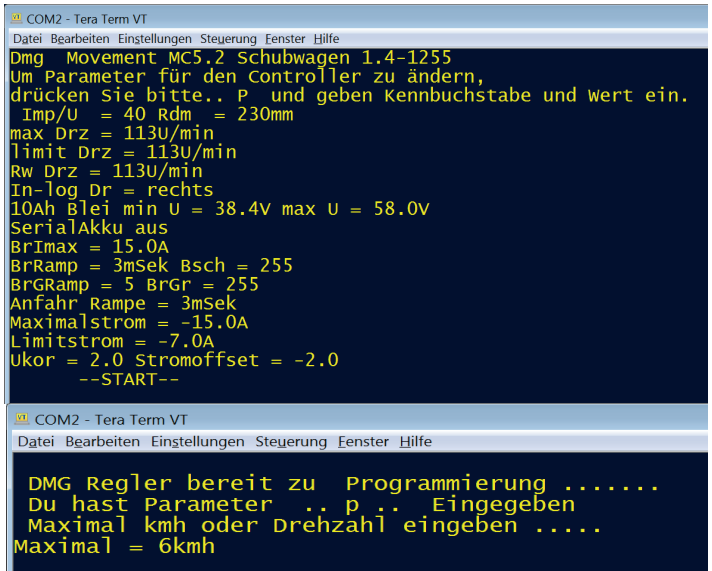 COM2 - Tera Term VT
Datei Bearbeiten Einstellungen Steuerung Fenster Hilfe
Dmg  Movement MC5.2 Schubwagen 1.4-1255
Um Parameter für den Controller zu ändern,
drücken Sie bitte.. P  und geben Kennbuchstabe und Wert ein.
Imp/U  = 40 Rdm  = 230mm
max Drz = 113U/min
limit Drz = 113U/min
Rw Drz = 113U/min
In-log Dr = rechts
10Ah Blei min U = 38.4V max U = 58.0V
SerialAkku aus
BrImax = 15.0A
BrRamp = 3mSek Bsch = 255
BrGRamp = 5 BrGr = 255
Anfahr Rampe = 3mSek
Maximalstrom = -15.0A
Limitstrom = -7.0A
Ukor = 2.0 Stromoffset = -2.0
--START--
COM2 - Tera Term VT
Datei Bearbeiten Einstellungen Steuerung Fenster Hilfe
DMG Regler bereit zu  Programmierung .......
Du hast Parameter  .. p ..  Eingegeben
Maximal kmh oder Drehzahl eingeben .....
Maximal = 6kmh